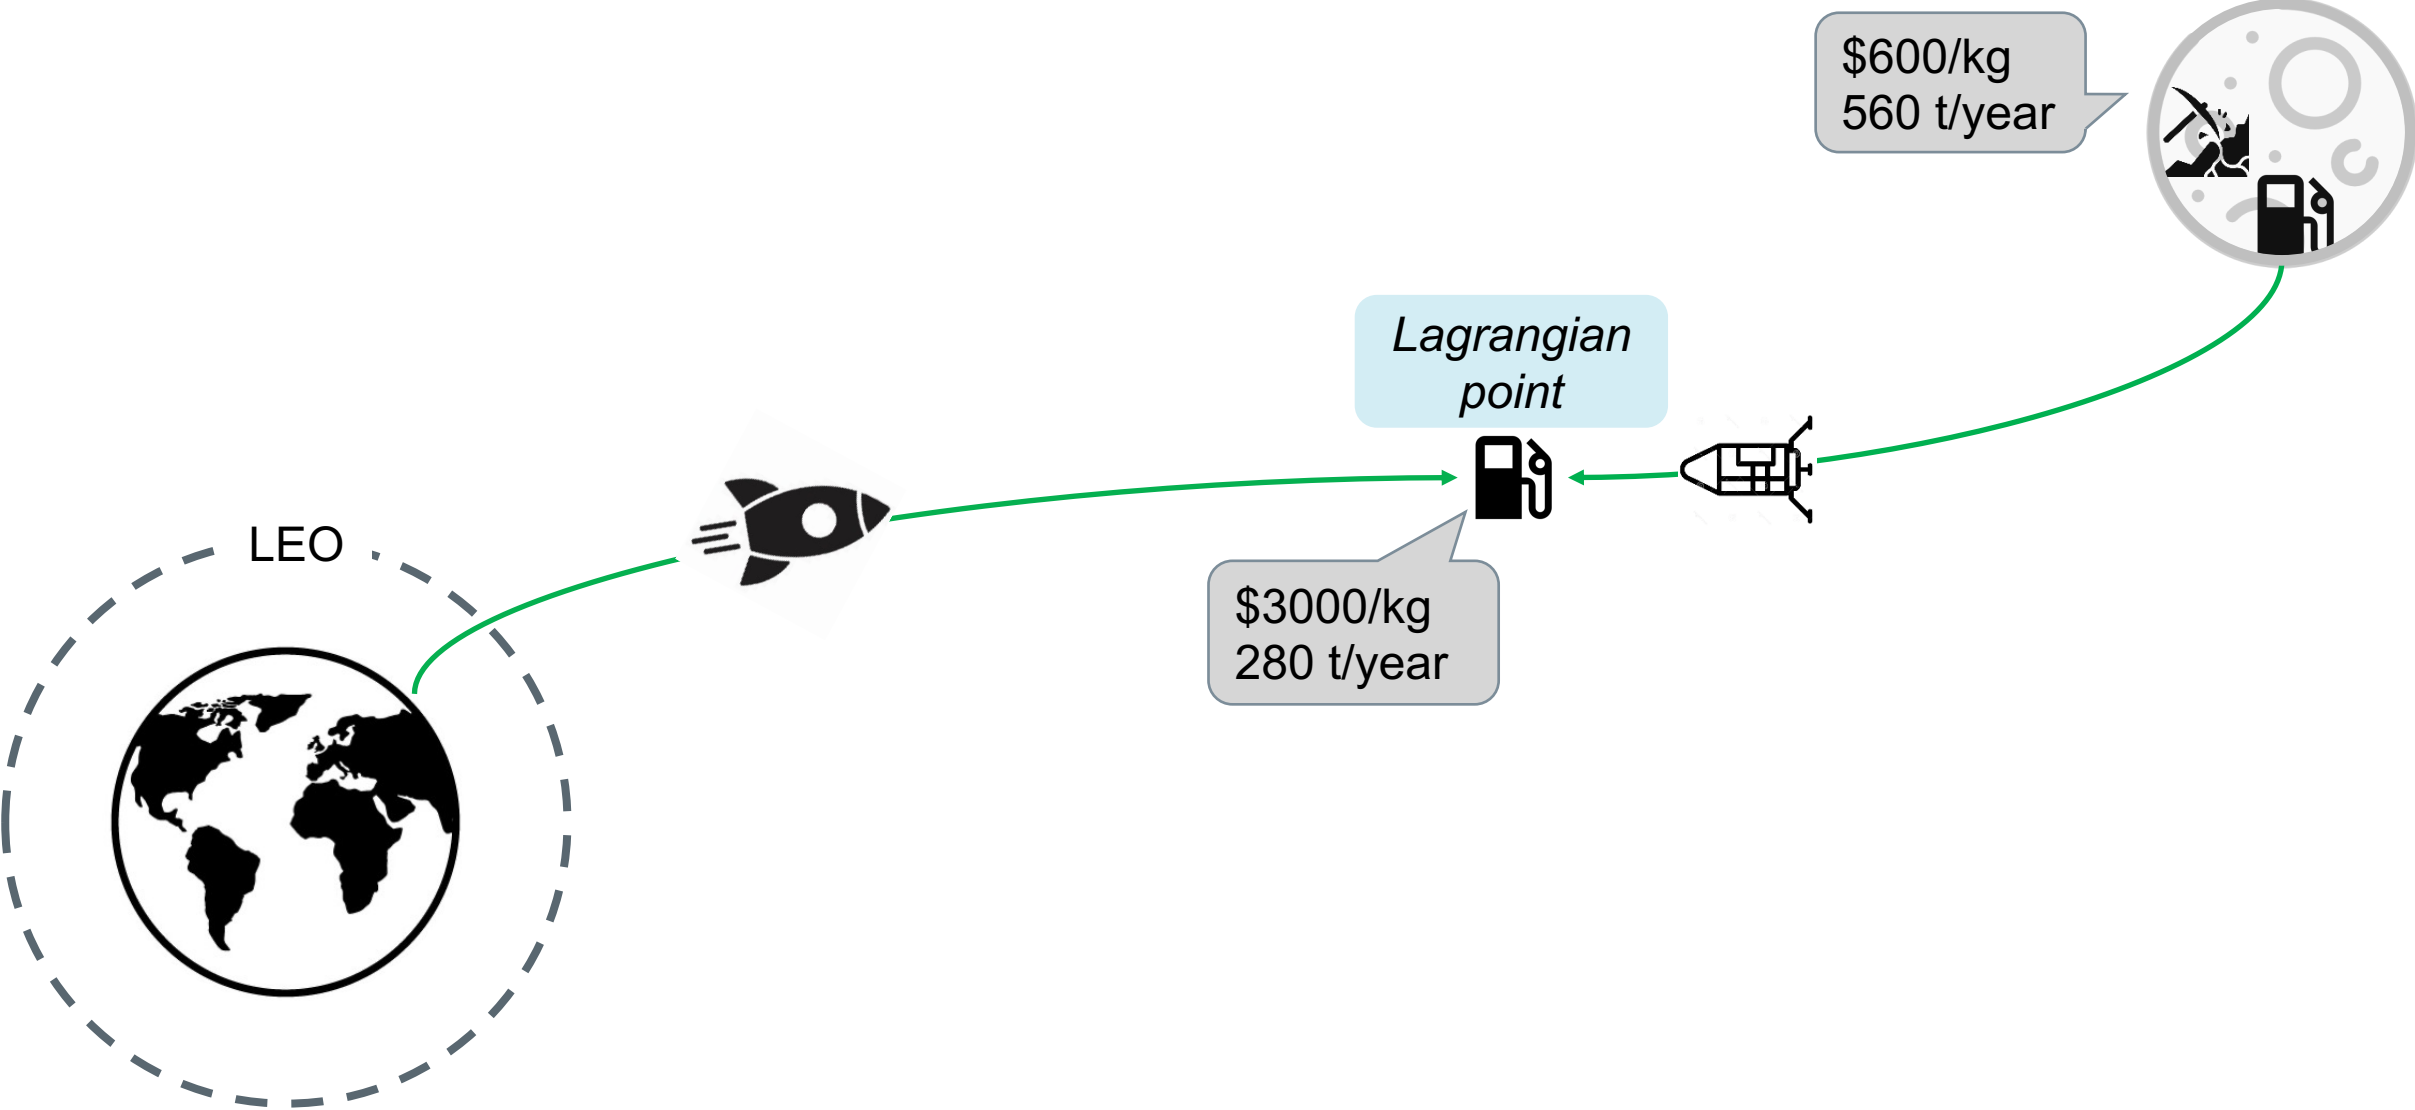 $600/kg
560 t/year
Lagrangian
point
LEO
$3000/kg
280 t/year